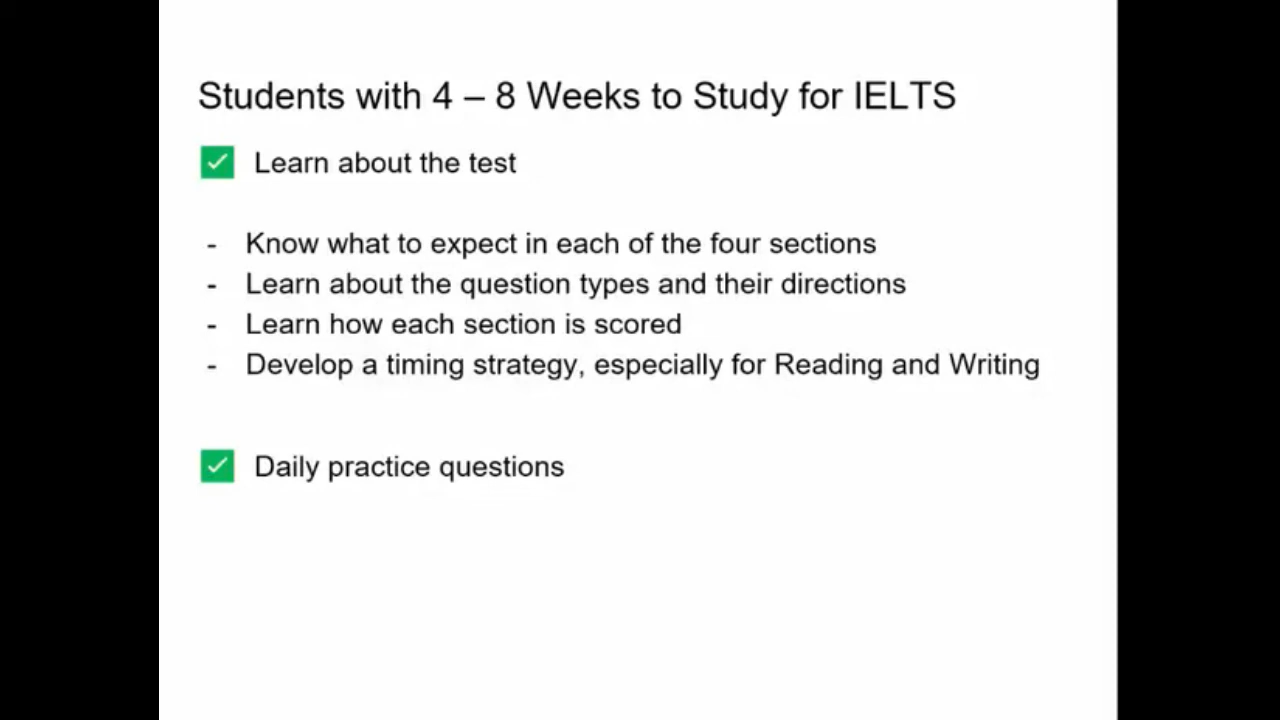 Students with 4 – 8 Weeks to Study for IELTS
✅ Learn about the test
- Know what to expect in each of the four sections
- Learn about the question types and their directions
- Learn how each section is scored
- Develop a timing strategy, especially for Reading and Writing
✅ Daily practice questions